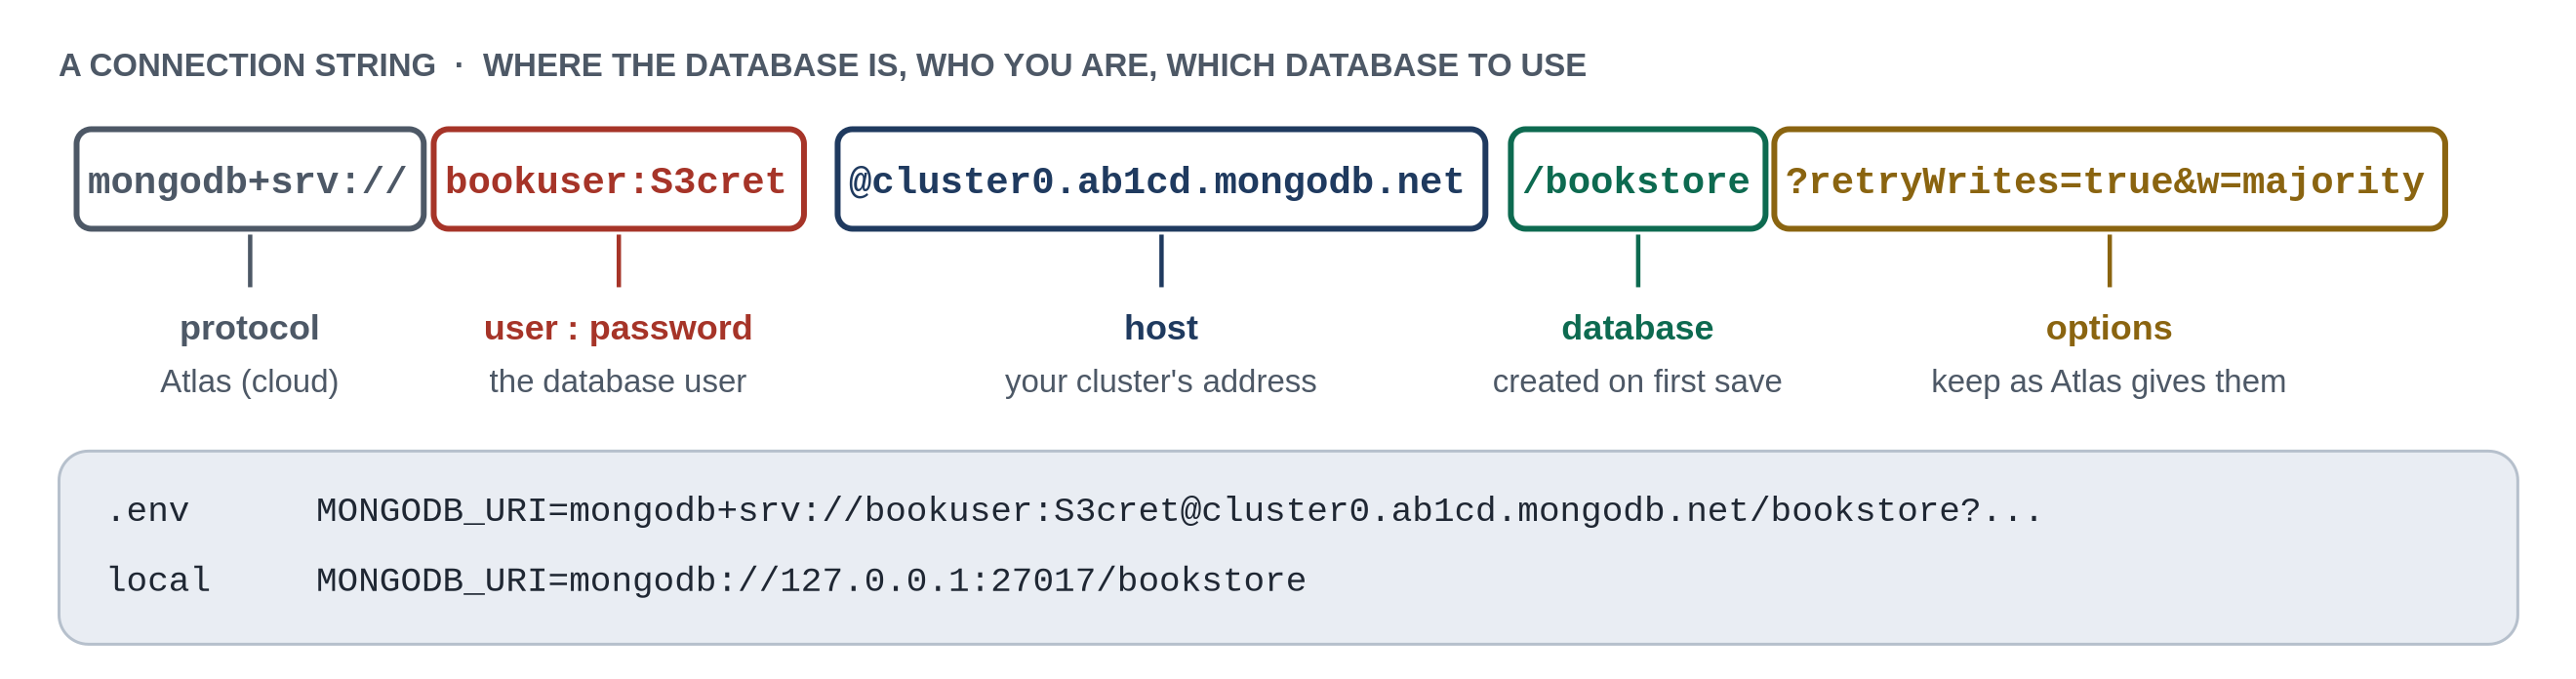 A CONNECTION STRING · WHERE THE DATABASE IS, WHO YOU ARE, WHICH DATABASE TO USE
mongodb+srv:// bookuser:S3cret @cluster0.ab1cd.mongodb.net /bookstore ?retryWrites=true&w=majority
protocol user : password host database options
Atlas (cloud) the database user your cluster's address created on first save keep as Atlas gives them
.env MONGODB_URI=mongodb+srv://bookuser:S3cret@cluster0.ab1cd.mongodb.net/bookstore?...
local MONGODB_URI=mongodb://127.0.0.1:27017/bookstore